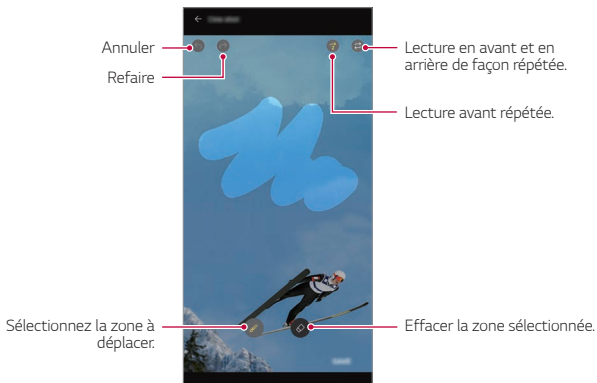 Annuler
Refaire
Lecture en avant et en
arrière de façon répétée.
Lecture avant répétée.
Sélectionnez la zone à
déplacer.
Effacer la zone sélectionnée.